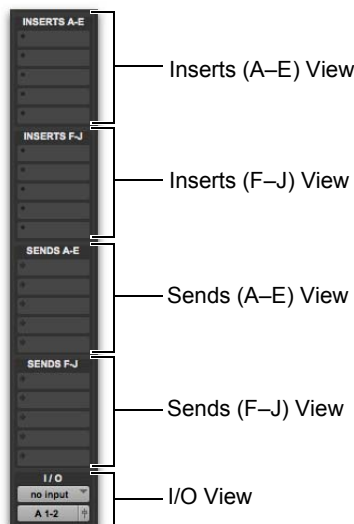 INSERTS A-E
Inserts (A–E) View
INSERTS F-J
Inserts (F–J) View
SENDS A-E
Sends (A–E) View
SENDS F-J
Sends (F–J) View
I / O
no input
I/O View
A 1-2